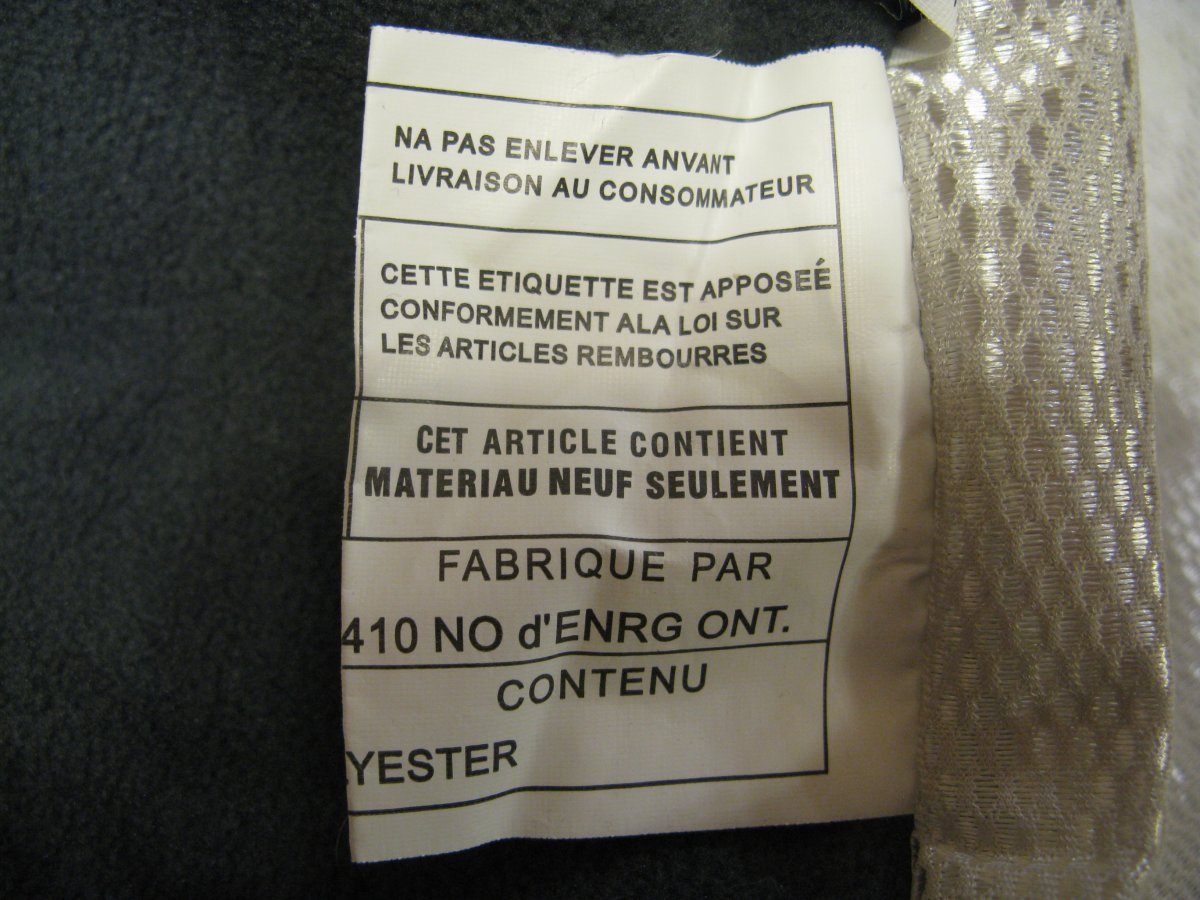 NA PAS ENLEVER ANVANT
LIVRAISON AU CONSOMMATEUR
CETTE ETIQUETTE EST APPOSEÉ
CONFORMEMENT ALA LOI SUR
LES ARTICLES REMBOURRES
CET ARTICLE CONTIENT
MATERIAU NEUF SEULEMENT
FABRIQUE PAR
410 NO d'ENRG ONT.
CONTENU
YESTER